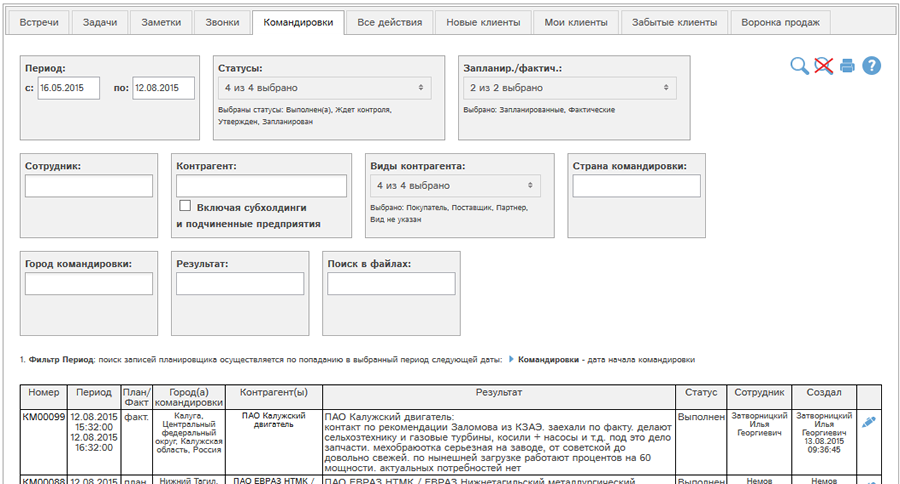 Встречи Задачи Заметки Звонки Командировки Все действия Новые клиенты Мои клиенты Забытые клиенты Воронка продаж
Период:
с: 16.05.2015 по: 12.08.2015
Статусы:
4 из 4 выбрано
Выбраны статусы: Выполнен(а), Ждет контроля,
Утвержден, Запланирован
Запланир./фактич.:
2 из 2 выбрано
Выбрано: Запланированные, Фактические
?
Сотрудник:
Контрагент:
Включая субхолдинги
и подчиненные предприятия
Виды контрагента:
4 из 4 выбрано
Выбрано: Покупатель, Поставщик, Партнер,
Вид не указан
Страна командировки:
Город командировки:
Результат:
Поиск в файлах:
1. Фильтр Период: поиск записей планировщика осуществляется по попаданию в выбранный период следующей даты: Командировки - дата начала командировки
Номер Период План/ Город(а) Контрагент(ы) Результат Статус Сотрудник Создал
Факт командировки
КМ00099
12.08.2015
15:32:00
12.08.2015
16:32:00
факт.
Калуга,
Центральный
федеральный
округ, Калужская
область, Россия
ПАО Калужский
двигатель
ПАО Калужский двигатель:
контакт по рекомендации Заломова из КЗАЭ. заехали по факту. делают
сельхозтехнику и газовые турбины, косили + насосы и т.д. под это дело
запчасти. мехобраюотка серьезная на заводе, от советской до
довольно свежей. по нынешней загрузке работают процентов на 60
мощности. актуальных потребностей нет
Выполнен
Затворницкий
Илья
Георгиевич
Затворницкий
Илья
Георгиевич
13.08.2015
09:36:45
КМ00088 12.08.2015 план. Нижний Тагил, ПАО ЕВРАЗ НТМК / ПАО ЕВРАЗ НТМК / ЕВРАЗ Нижнетагильский металлургический Выполнен Немов Немов